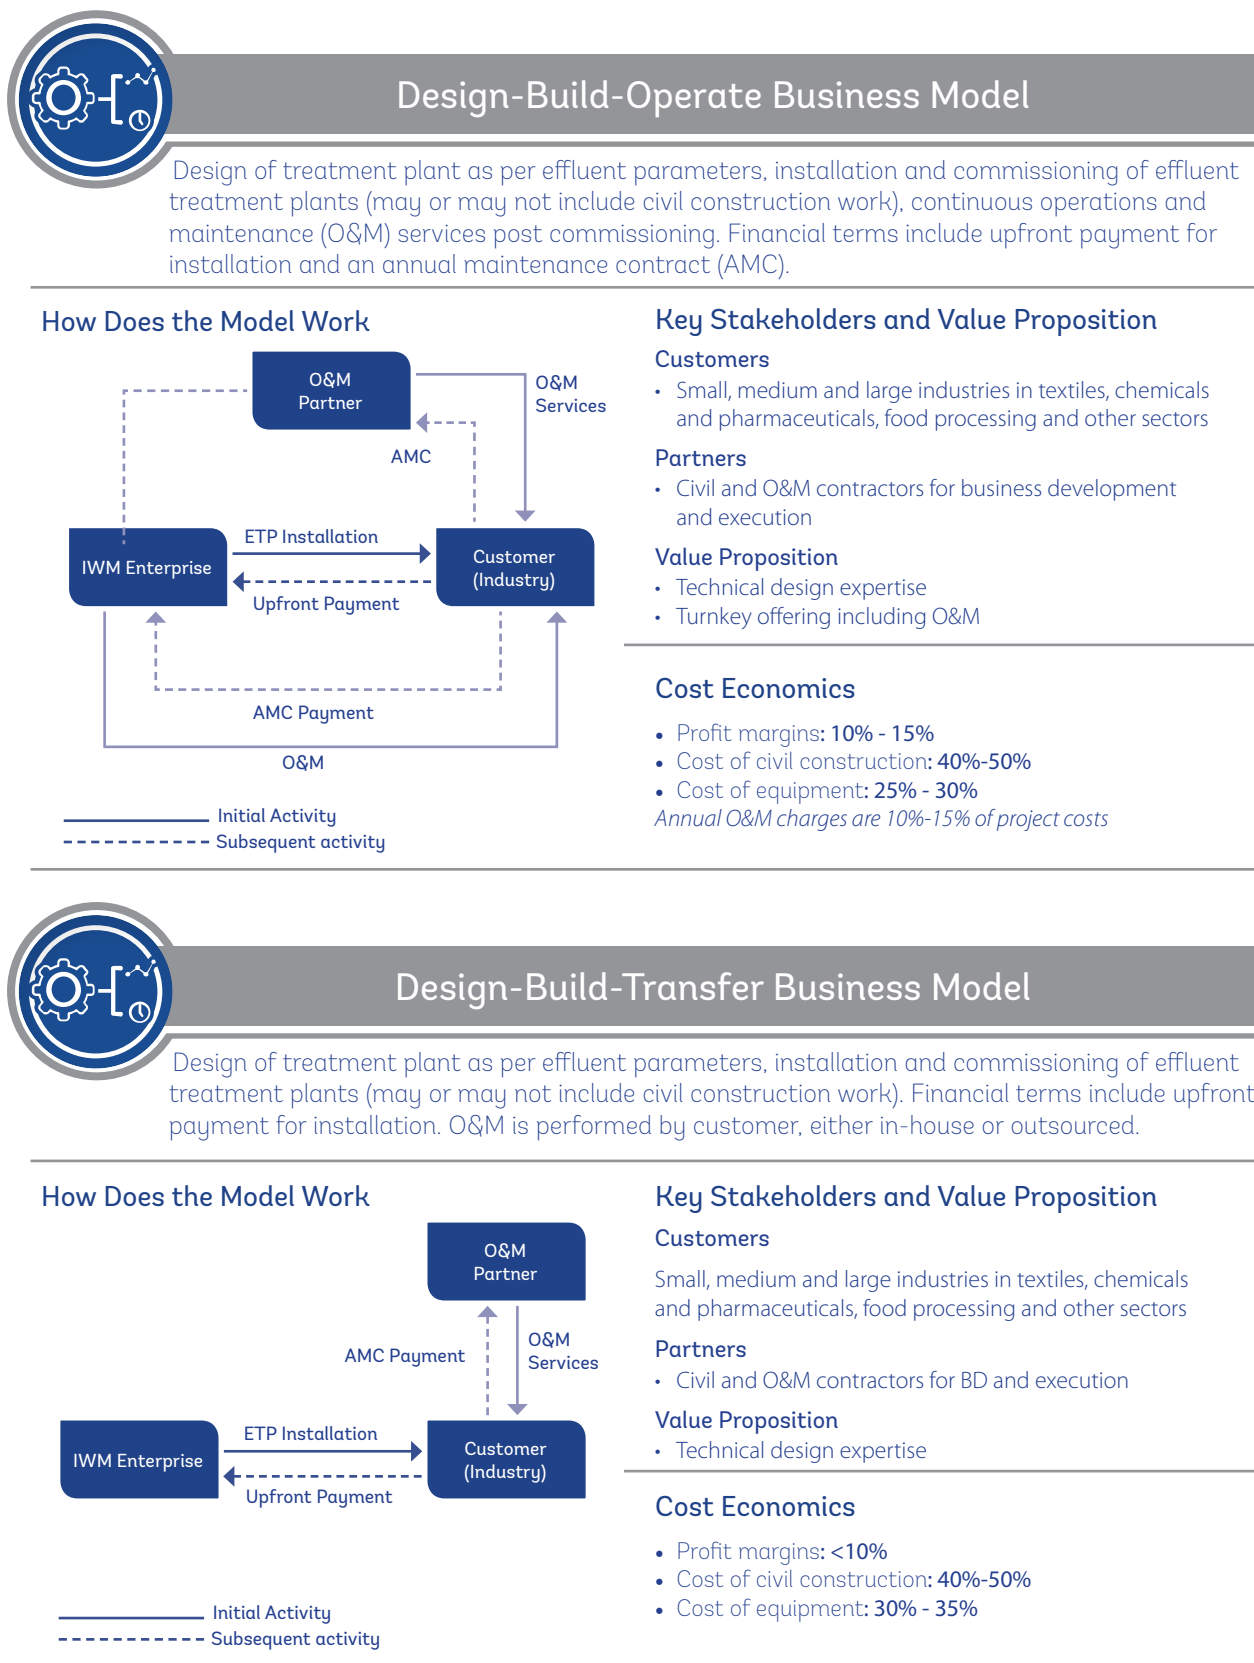 Design-Build-Operate Business Model
Design of treatment plant as per effluent parameters, installation and commissioning of effluent
treatment plants (may or may not include civil construction work), continuous operations and
maintenance (O&M) services post commissioning. Financial terms include upfront payment for
installation and an annual maintenance contract (AMC).
How Does the Model Work
O&M
Partner
O&M
Services
AMC
IWM Enterprise
ETP Installation
Upfront Payment
Customer
(Industry)
AMC Payment
O&M
Initial Activity
Subsequent activity
Key Stakeholders and Value Proposition
Customers
• Small, medium and large industries in textiles, chemicals
and pharmaceuticals, food processing and other sectors
Partners
• Civil and O&M contractors for business development
and execution
Value Proposition
• Technical design expertise
• Turnkey offering including O&M
Cost Economics
• Profit margins: 10% - 15%
• Cost of civil construction: 40%-50%
• Cost of equipment: 25% - 30%
Annual O&M charges are 10%-15% of project costs
Design-Build-Transfer Business Model
Design of treatment plant as per effluent parameters, installation and commissioning of effluent
treatment plants (may or may not include civil construction work). Financial terms include upfront
payment for installation. O&M is performed by customer, either in-house or outsourced.
How Does the Model Work
O&M
Partner
AMC Payment
O&M
Services
IWM Enterprise
ETP Installation
Upfront Payment
Customer
(Industry)
Initial Activity
Subsequent activity
Key Stakeholders and Value Proposition
Customers
Small, medium and large industries in textiles, chemicals
and pharmaceuticals, food processing and other sectors
Partners
• Civil and O&M contractors for BD and execution
Value Proposition
• Technical design expertise
Cost Economics
• Profit margins: <10%
• Cost of civil construction: 40%-50%
• Cost of equipment: 30% - 35%